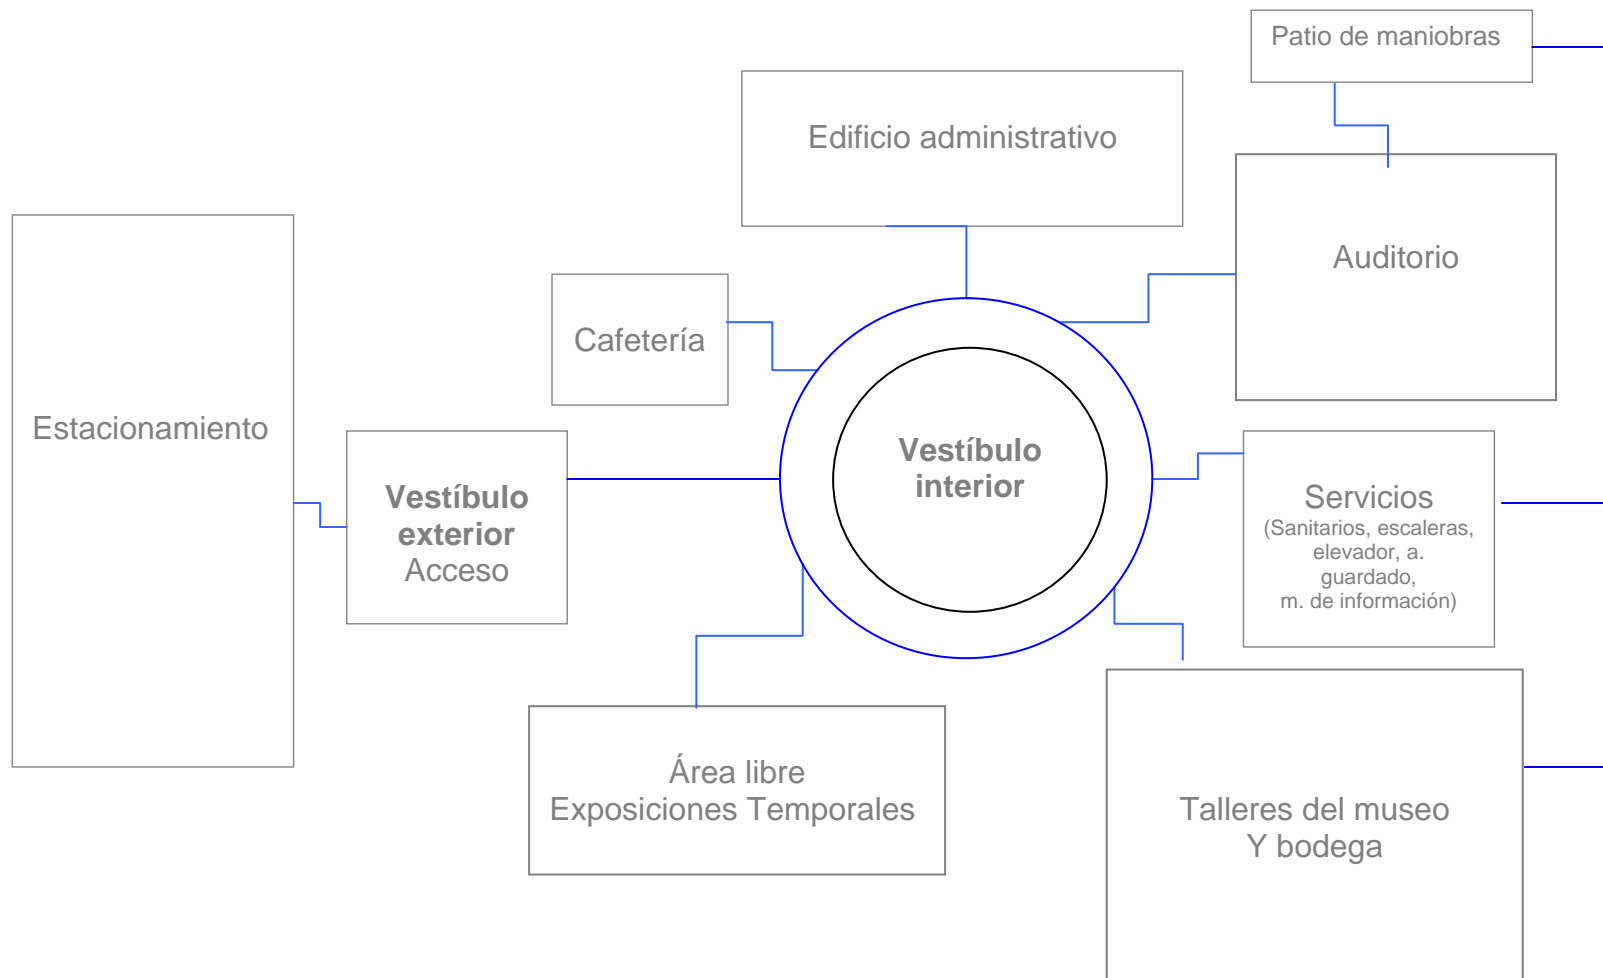 Patio de maniobras
Edificio administrativo
Auditorio
Cafetería
Estacionamiento
Vestíbulo
interior
Vestíbulo
exterior
Acceso
Servicios
(Sanitarios, escaleras,
elevador, a.
guardado,
m. de información)
Área libre
Exposiciones Temporales
Talleres del museo
Y bodega